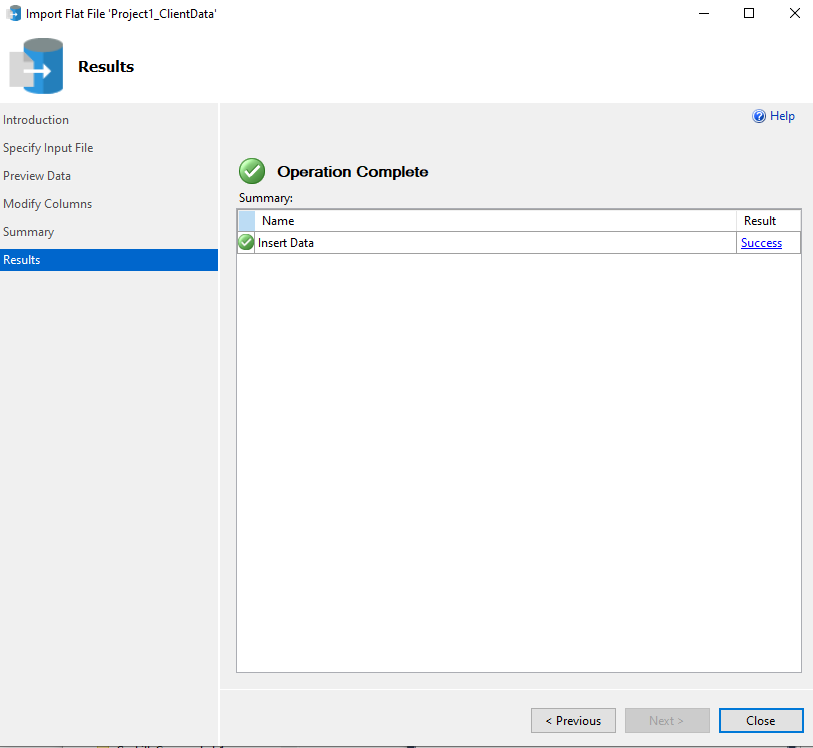 Import Flat File 'Project1_ClientData'
Results
Introduction
Specify Input File
Preview Data
Modify Columns
Summary
Results
Help
Operation Complete
Summary:
Name Result
Insert Data Success
< Previous Next > Close